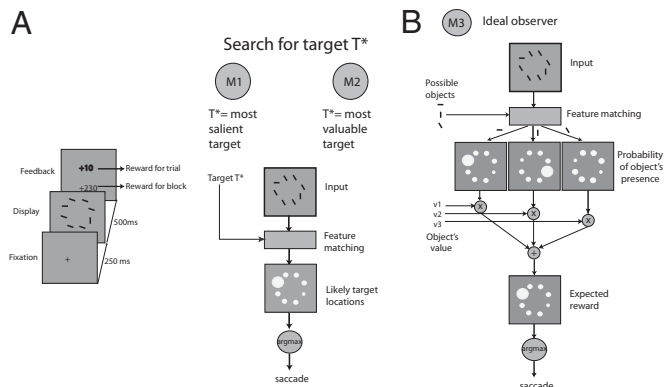 A
Search for target T*
M1
M2
T*= most
salient
target
T*= most
valuable
target
Feedback
+10
Reward for trial
+230
Reward for block
Display
500ms
Fixation
+
250 ms
Target T*
Input
Feature
matching
Likely target
locations
argmax
saccade
B
M3
Ideal observer
Input
Possible
objects
Feature matching
Probability
of object's
presence
v1
v2
v3
x
x
x
Object's
value
+
Expected
reward
argmax
saccade